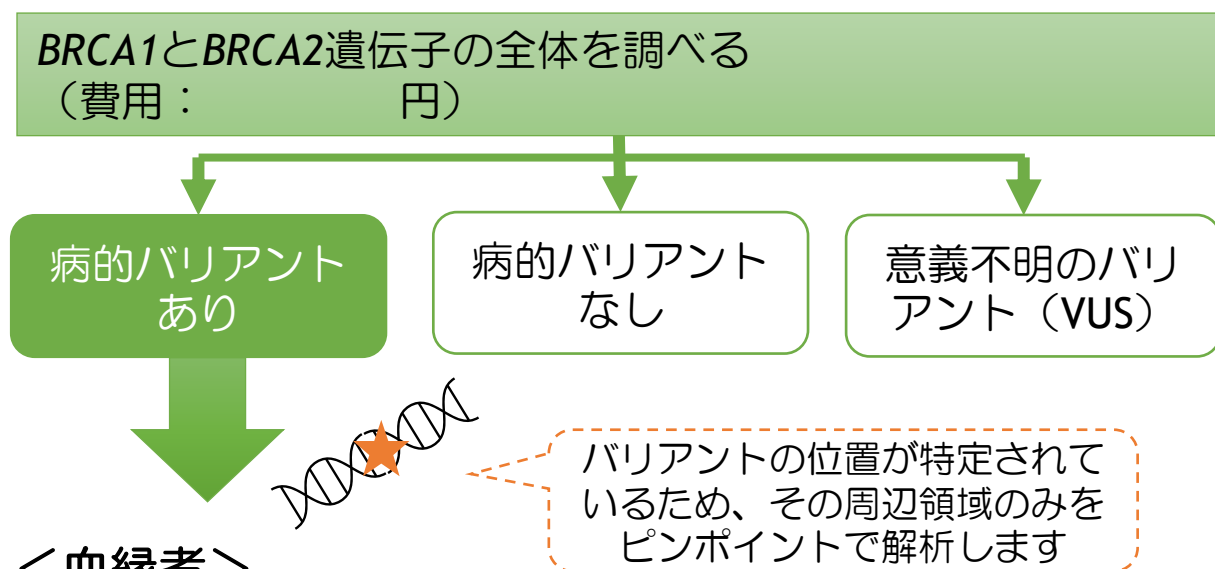 BRCA1とBRCA2遺伝子の全体を調べる
（費用：　　　　　円）
病的バリアント
あり
病的バリアント
なし
意義不明のバリ
アント（VUS）
バリアントの位置が特定されて
いるため、その周辺領域のみを
ピンポイントで解析します
＜血縁者＞